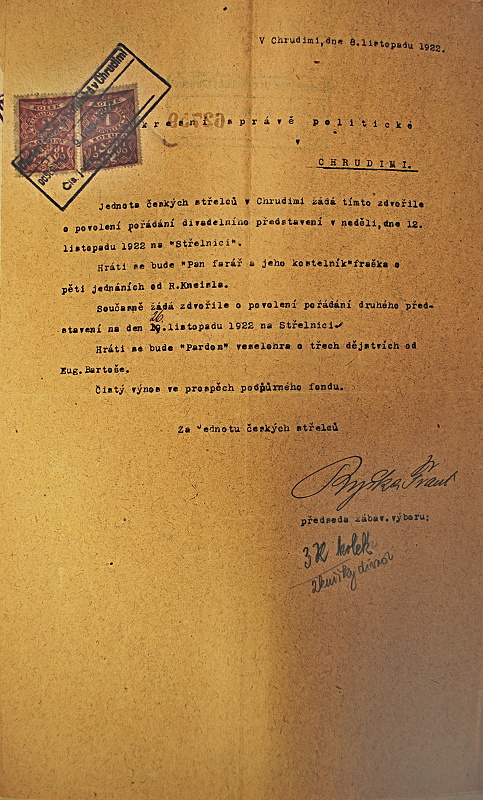 V Chrudimi, dne 8.listopadu 1922.
správě politické
v
CHRUDIMI.
Jednota českých střelců v Chrudimi žádá tímto zdvořile
o povolení pořádání divadelního představení v neděli, dne 12.
listopadu 1922 na "Střelnici".
Hráti se bude "Pan farář a jeho kostelník" fraška o
pěti jednáních od R.Kneisla.
Současně žádá zdvořile o povolení pořádání druhého před-
26.
stavení na den 19.listopadu 1922 na Střelnici
Hráti se bude "Pardon" veselohra o třech dějstvích od
Eug. Bartoše.
Čistý výnos ve prospěch podpůrného fondu.
Za Jednotu českých střelců
předseda zábav. výboru:
3 K kolek